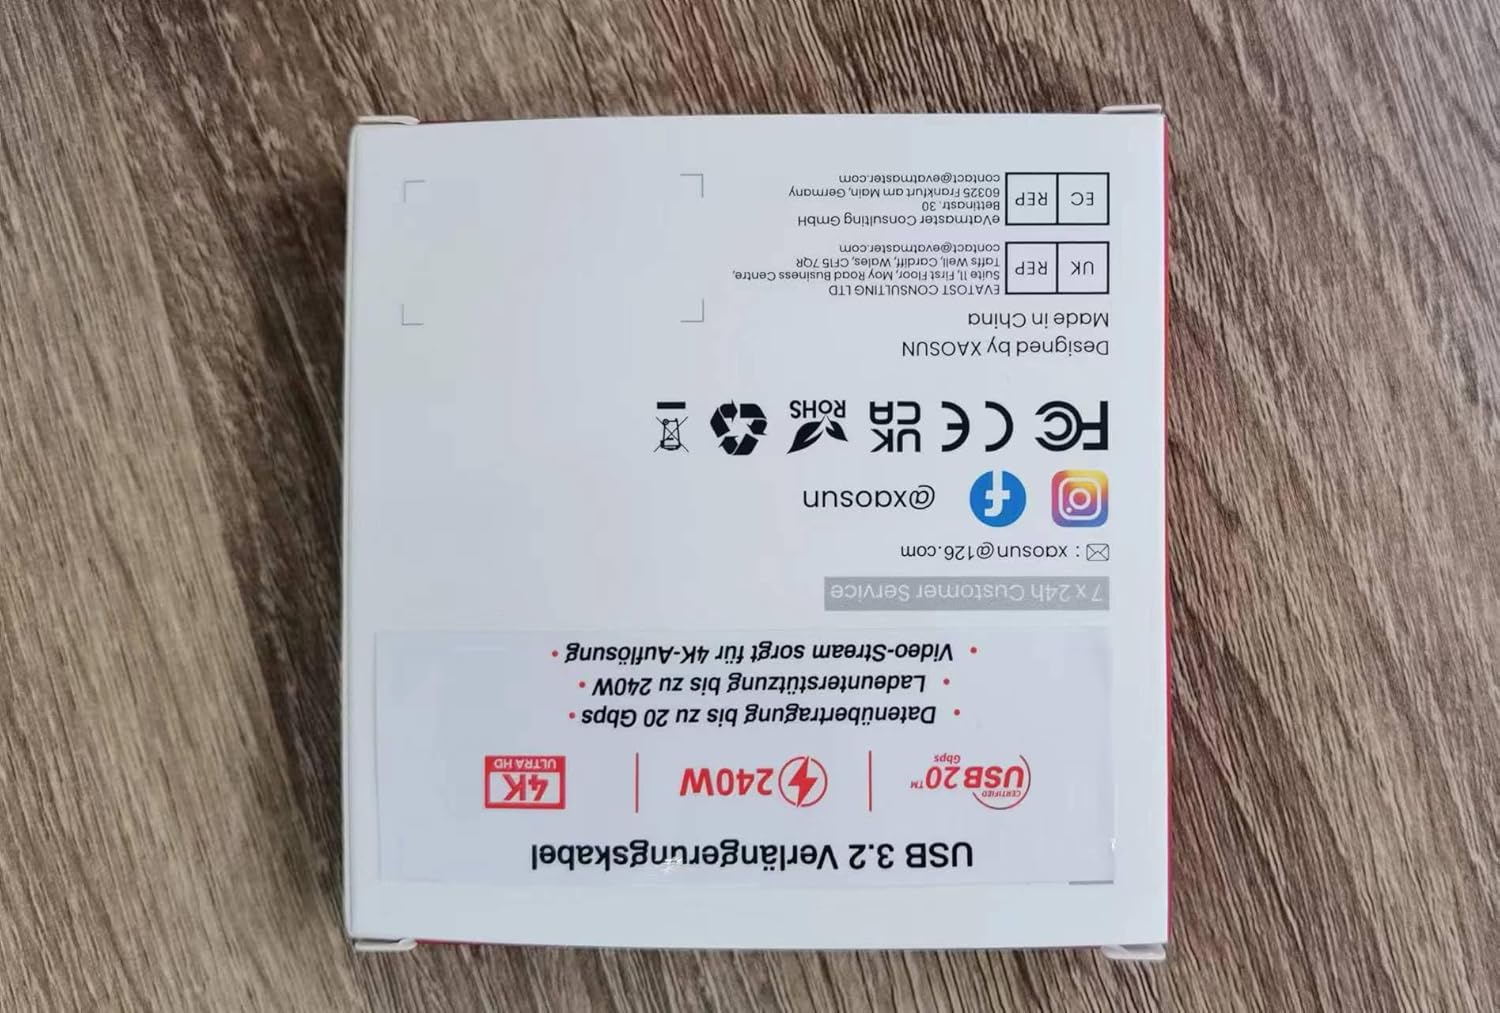 USB 3.2 Verlängerungskabel
CERTIFIED
USB 20™
Gbps
240W
4K
ULTRA HD
• Datenübertragung bis zu 20 Gbps •
• Ladeunterstützung bis zu 240W •
• Video-Stream sorgt für 4K-Auflösung •
7 x 24h Customer Service
: xaosun@126.com
@xaosun
FC CE UK CA ROHS
Designed by XAOSUN
Made in China
UK REP
EVATOST CONSULTING LTD
Suite 11, First Floor, Moy Road Business Centre,
Taffs Well, Cardiff, Wales, CF15 7QR
contact@evatmaster.com
EC REP
eVatmaster Consulting GmbH
Bettinastr. 30
60325 Frankfurt am Main, Germany
contact@evatmaster.com